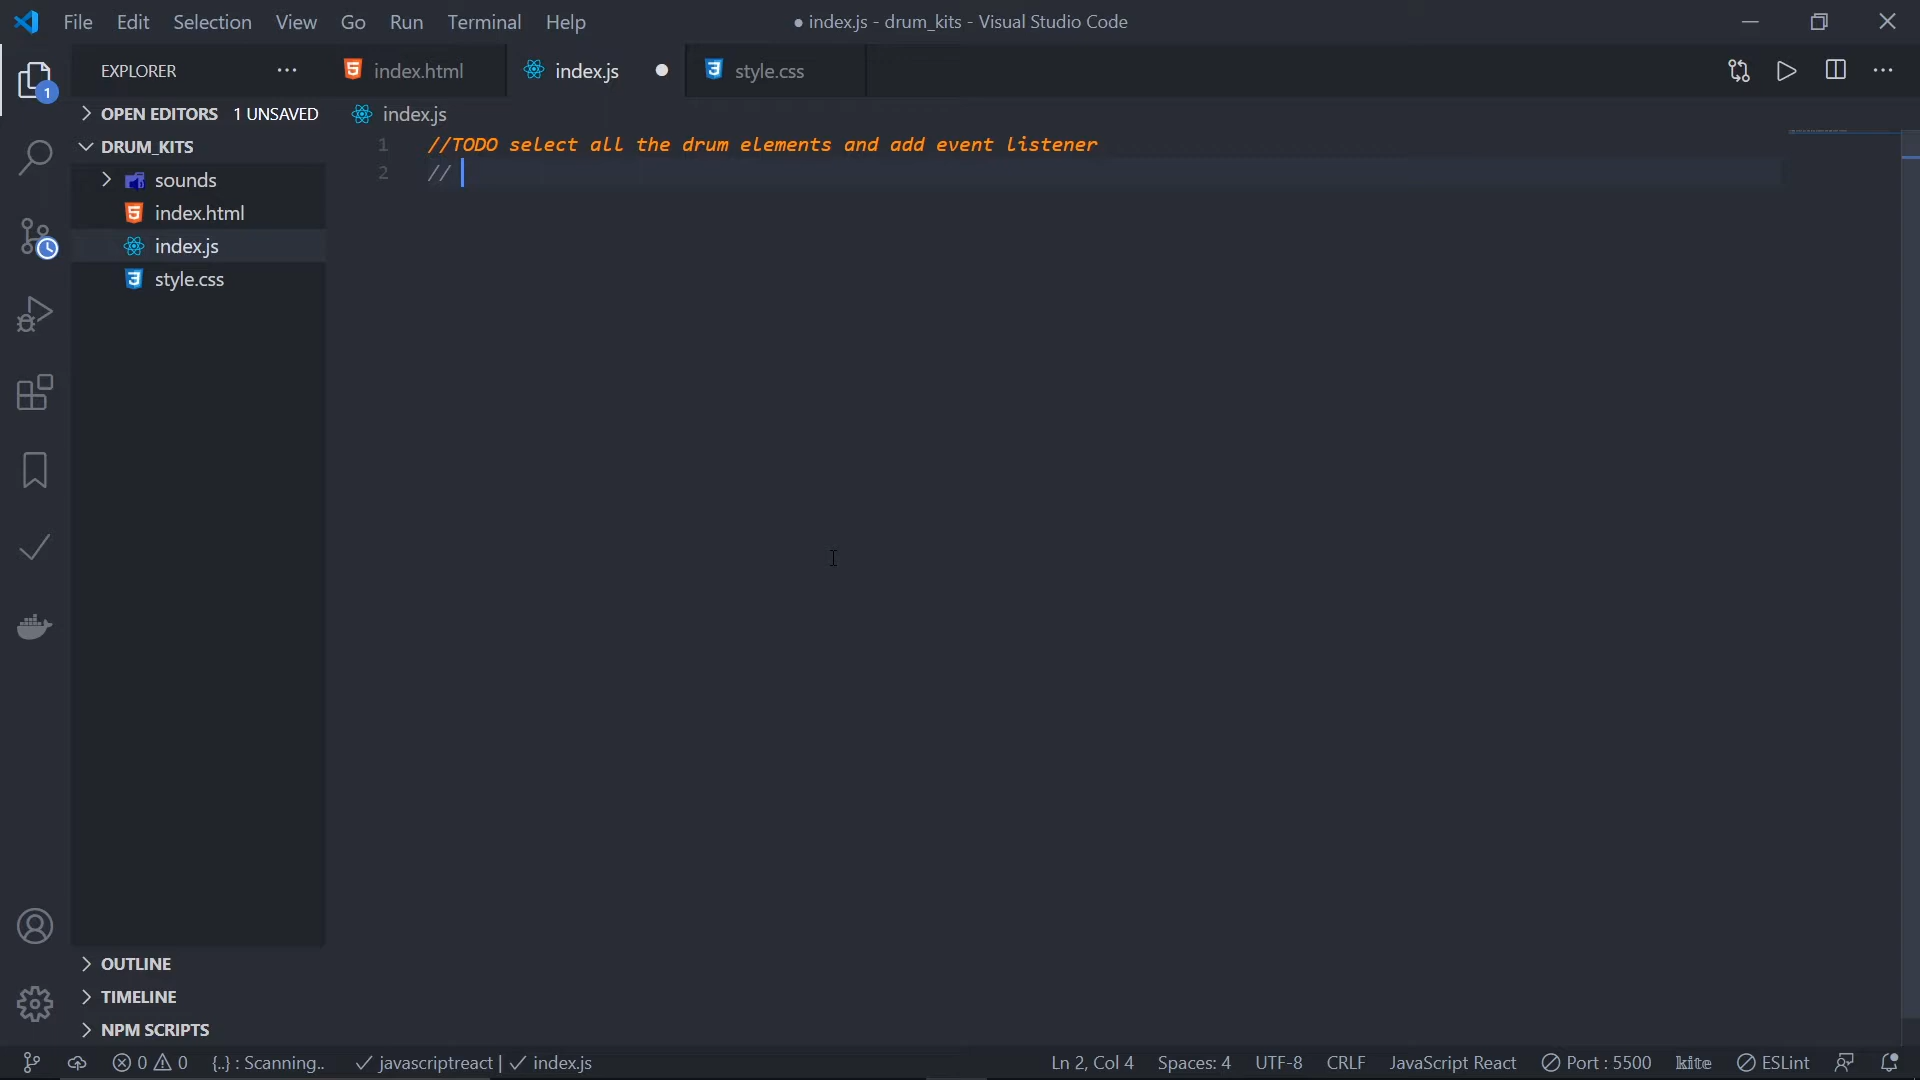 File Edit Selection View Go Run Terminal Help
● index.js - drum_kits - Visual Studio Code
EXPLORER
index.html
index.js
style.css
1
OPEN EDITORS 1 UNSAVED
index.js
DRUM_KITS
sounds
index.html
index.js
style.css
1 //TODO select all the drum elements and add event listener
2 //
OUTLINE
TIMELINE
NPM SCRIPTS
0 0 {..} : Scanning.. javascriptreact | index.js Ln 2, Col 4 Spaces: 4 UTF-8 CRLF JavaScript React Port : 5500 kite ESLint